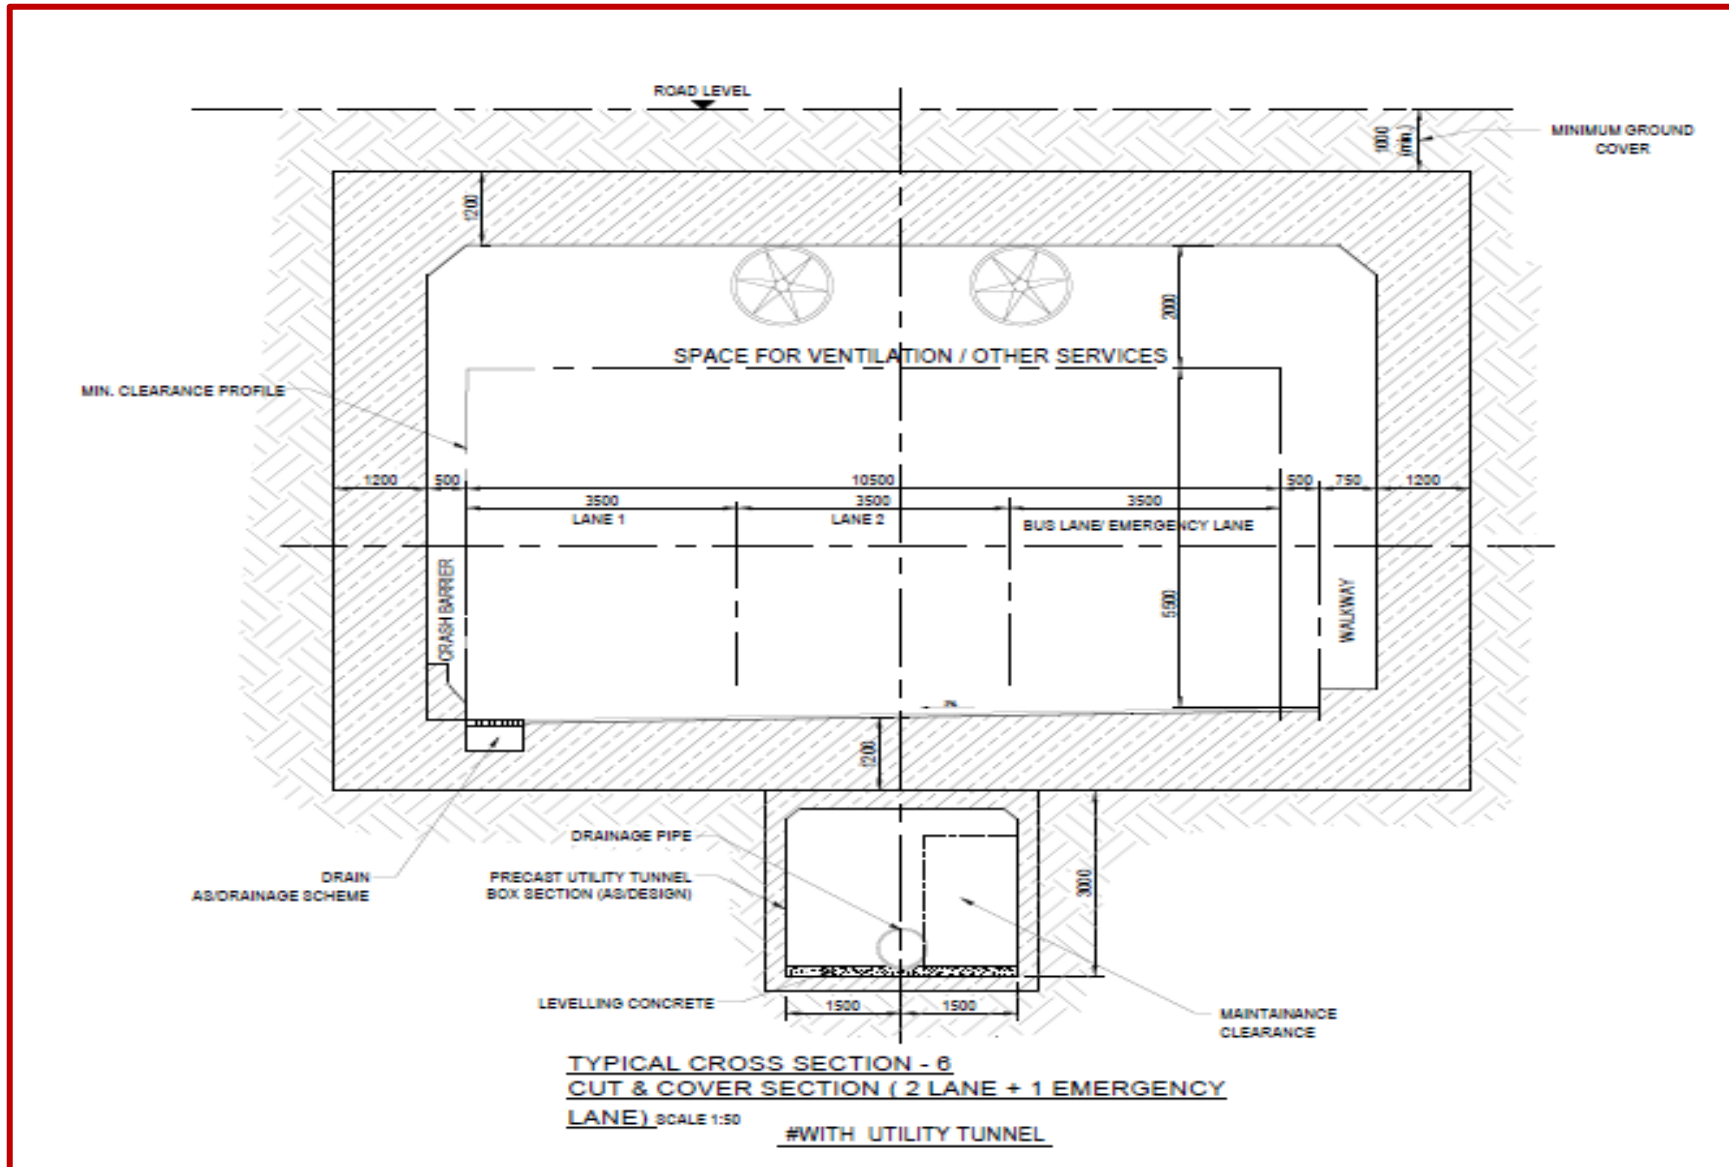 ROAD LEVEL
1000
(min.)
MINIMUM GROUND
COVER
1200
2000
SPACE FOR VENTILATION / OTHER SERVICES
MIN. CLEARANCE PROFILE
1200
500
10500
500
750
1200
3500
3500
3500
LANE 1
LANE 2
BUS LANE/ EMERGENCY LANE
CRASH BARRIER
5500
WALKWAY
1200
DRAINAGE PIPE
DRAIN
AS/DRAINAGE SCHEME
PRECAST UTILITY TUNNEL
BOX SECTION (AS/DESIGN)
3000
LEVELLING CONCRETE
1500
1500
MAINTAINANCE
CLEARANCE
TYPICAL CROSS SECTION - 6
CUT & COVER SECTION ( 2 LANE + 1 EMERGENCY
LANE) SCALE 1:50
#WITH UTILITY TUNNEL